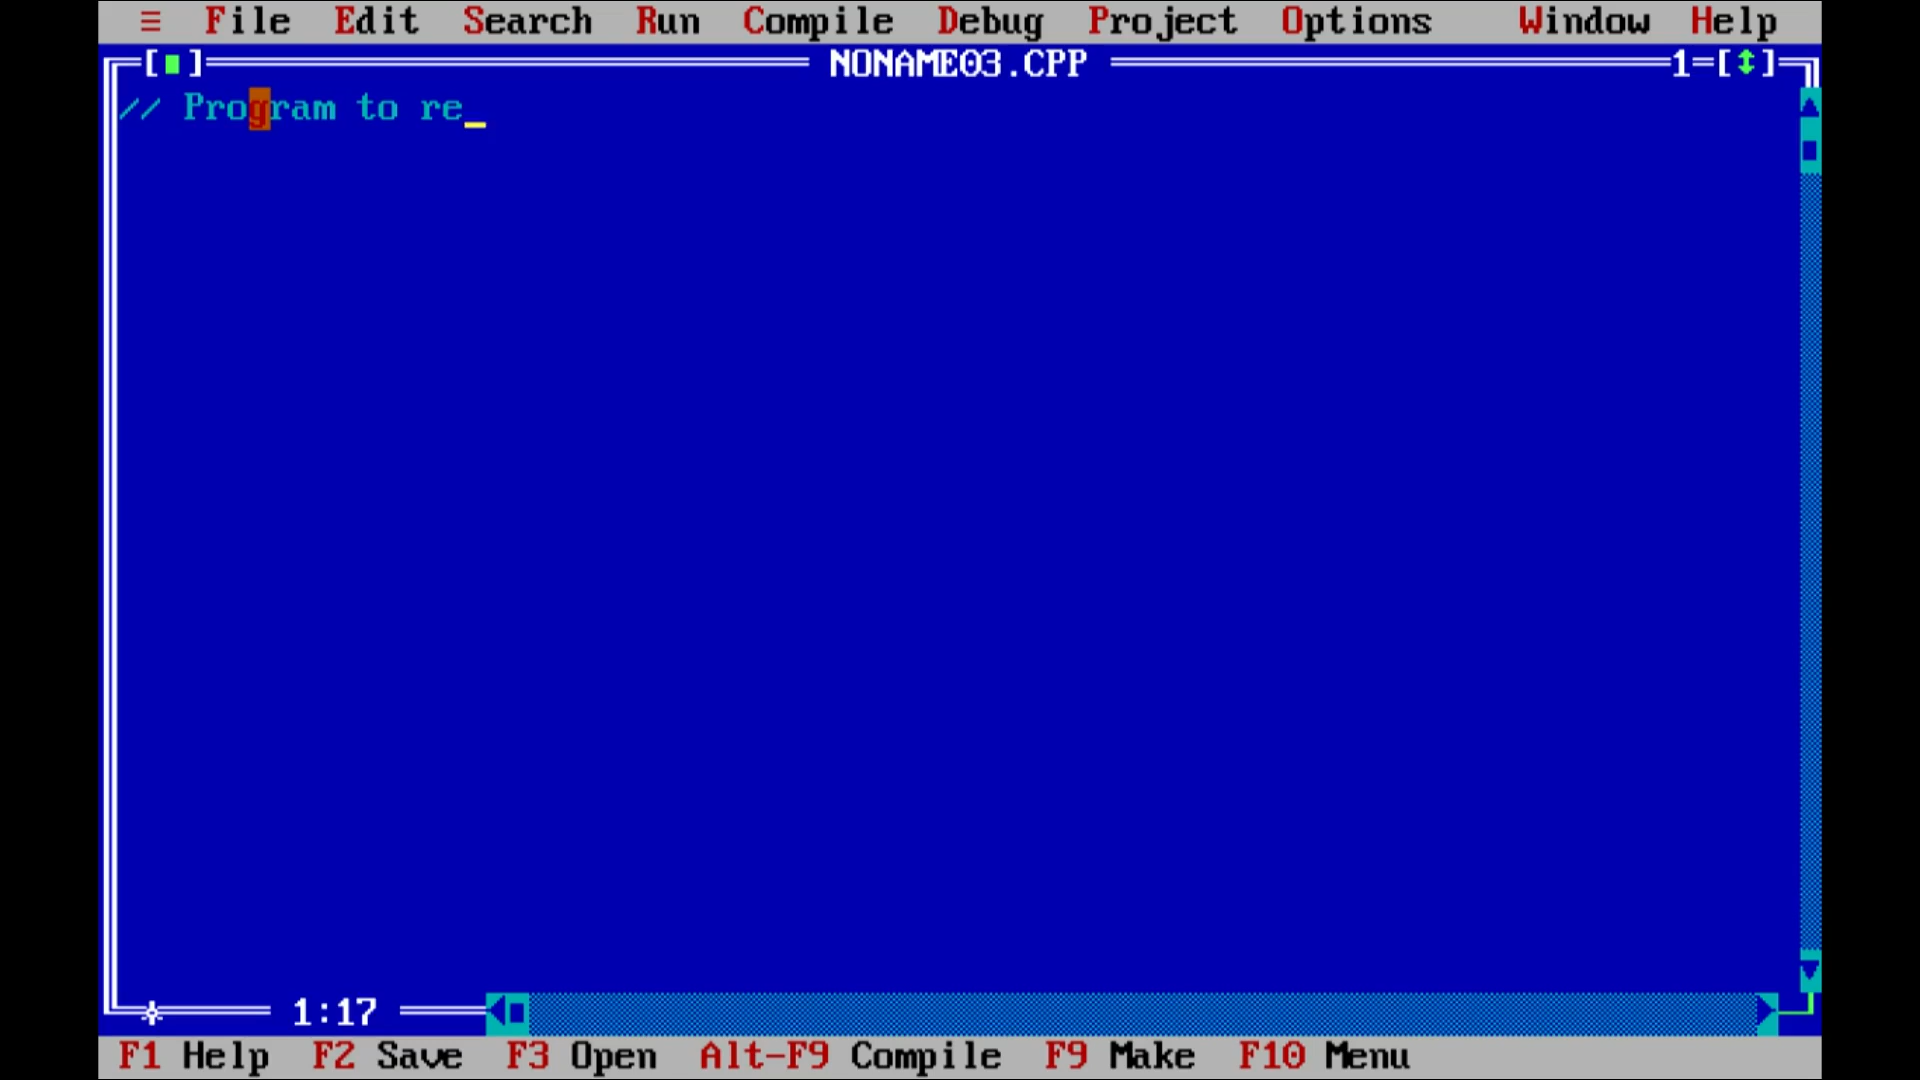 ≡ File Edit Search Run Compile Debug Project Options Window Help
[■] NONAME03.CPP 1=[↕]
// Program to re_
1:17
F1 Help F2 Save F3 Open Alt-F9 Compile F9 Make F10 Menu